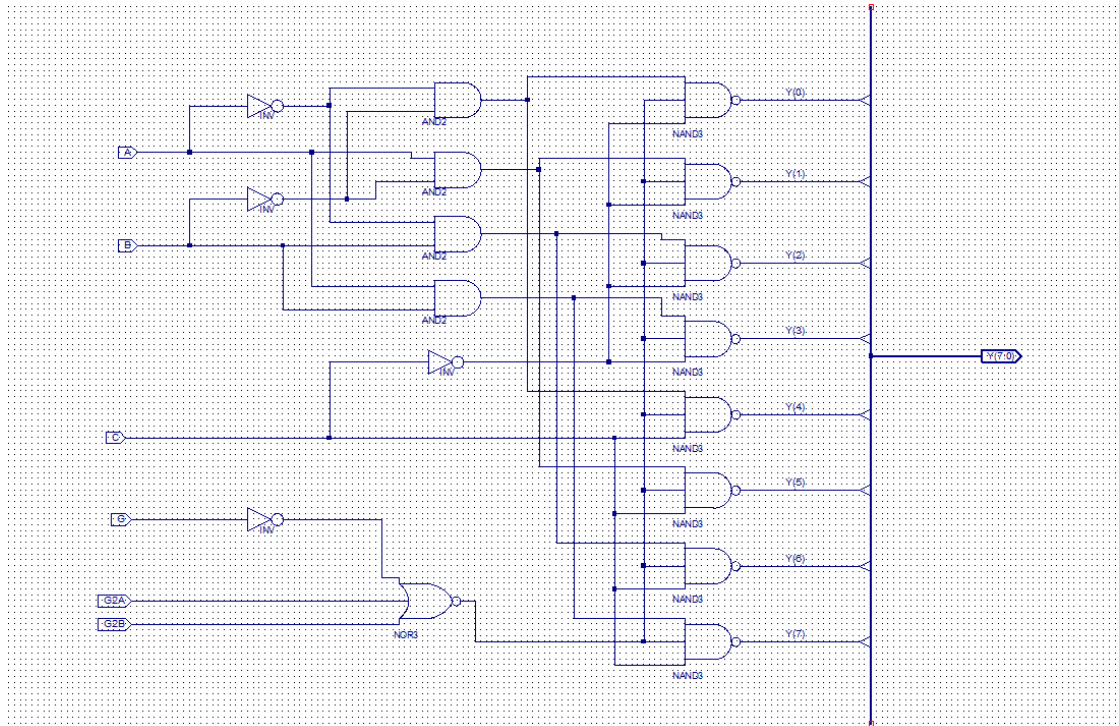 Y(0)
INV
AND2
NAND3
A
Y(1)
AND2
INV
NAND3
B
Y(2)
AND2
NAND3
Y(3)
AND2
INV
NAND3
Y(7:0)
Y(4)
C
NAND3
Y(5)
G
INV
NAND3
Y(6)
G2A
NAND3
G2B
NOR3
Y(7)
NAND3